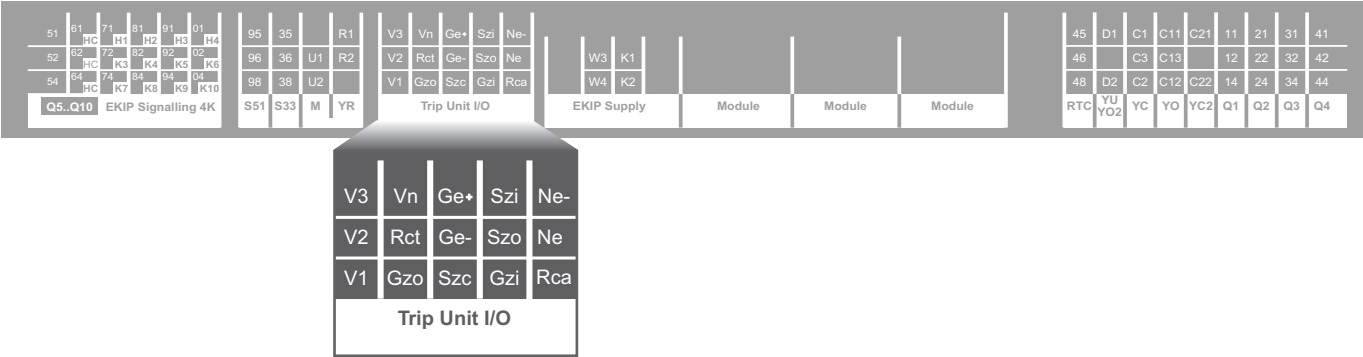 51 61 HC 71 H1 81 H2 91 H3 01 H4 95 35 R1 V3 Vn Ge+ Szi Ne- 45 D1 C1 C11 C21 11 21 31 41
52 62 HC 72 K3 82 K4 92 K5 02 K6 96 36 U1 R2 V2 Rct Ge- Szo Ne W3 K1 46 C3 C13 12 22 32 42
54 64 HC 74 K7 84 K8 94 K9 04 K10 98 38 U2 V1 Gzo Szc Gzi Rca W4 K2 48 D2 C2 C12 C22 14 24 34 44
Q5..Q10 EKIP Signalling 4K S51 S33 M YR Trip Unit I/O EKIP Supply Module Module Module RTC YU YO2 YC YO YC2 Q1 Q2 Q3 Q4
V3 Vn Ge+ Szi Ne-
V2 Rct Ge- Szo Ne
V1 Gzo Szc Gzi Rca
Trip Unit I/O